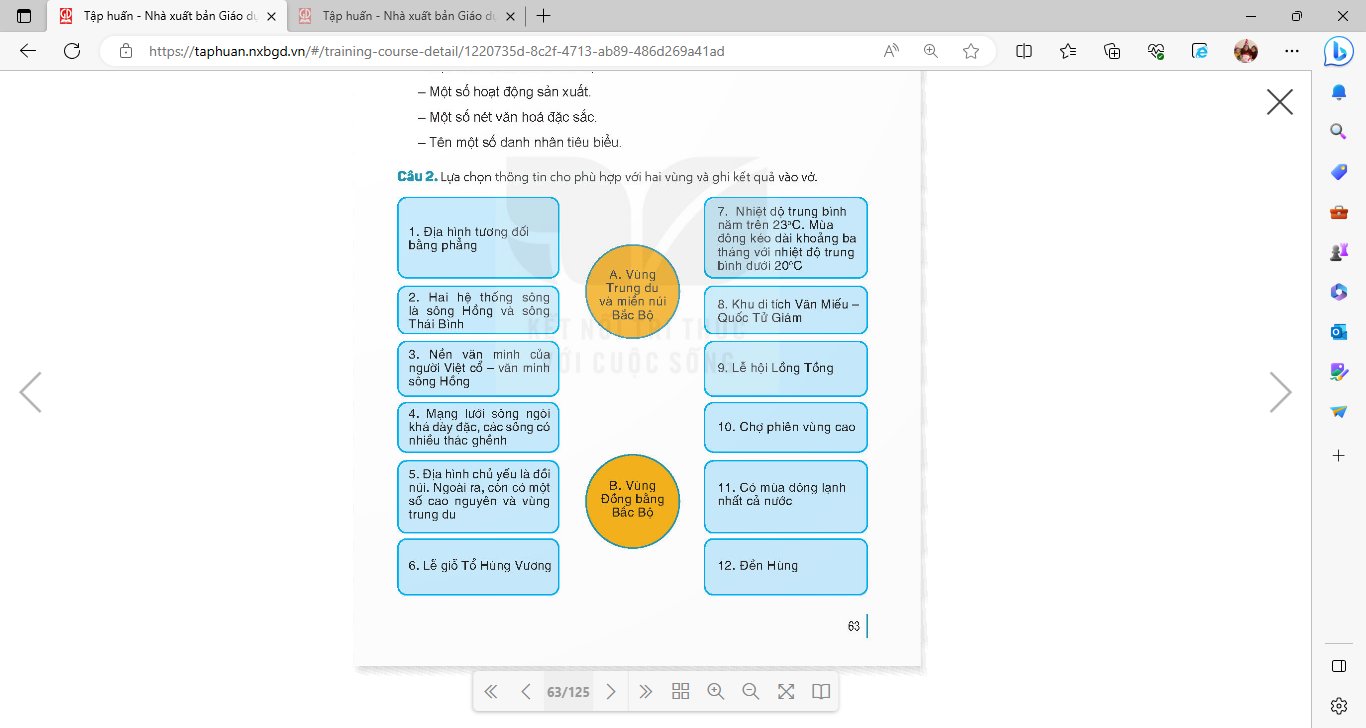 Tập huấn - Nhà xuất bản Giáo dụ
Tập huấn - Nhà xuất bản Giáo dụ
https://taphuan.nxbgd.vn/#/training-course-detail/1220735d-8c2f-4713-ab89-486d269a41ad
– Một số hoạt động sản xuất.
– Một số nét văn hoá đặc sắc.
– Tên một số danh nhân tiêu biểu.
Câu 2. Lựa chọn thông tin cho phù hợp với hai vùng và ghi kết quả vào vở.
1. Địa hình tương đối
bằng phẳng
2. Hai hệ thống sông
là sông Hồng và sông
Thái Bình
3. Nền văn minh của
người Việt cổ – văn minh
sông Hồng
4. Mạng lưới sông ngòi
khá dày đặc, các sông có
nhiều thác ghềnh
5. Địa hình chủ yếu là đồi
núi. Ngoài ra, còn có một
số cao nguyên và vùng
trung du
6. Lễ giỗ Tổ Hùng Vương
A. Vùng
Trung du
và miền núi
Bắc Bộ
KẾT NỐI TRI THỨC
VỚI CUỘC SỐNG
B. Vùng
Đồng bằng
Bắc Bộ
7. Nhiệt độ trung bình
năm trên 23°C. Mùa
đông kéo dài khoảng ba
tháng với nhiệt độ trung
bình dưới 20°C
8. Khu di tích Văn Miếu –
Quốc Tử Giám
9. Lễ hội Lồng Tồng
10. Chợ phiên vùng cao
11. Có mùa đông lạnh
nhất cả nước
12. Đền Hùng
63
63/125